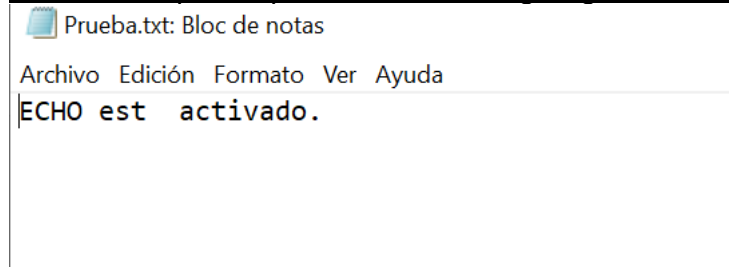 Prueba.txt: Bloc de notas
Archivo Edición Formato Ver Ayuda
ECHO est  activado.